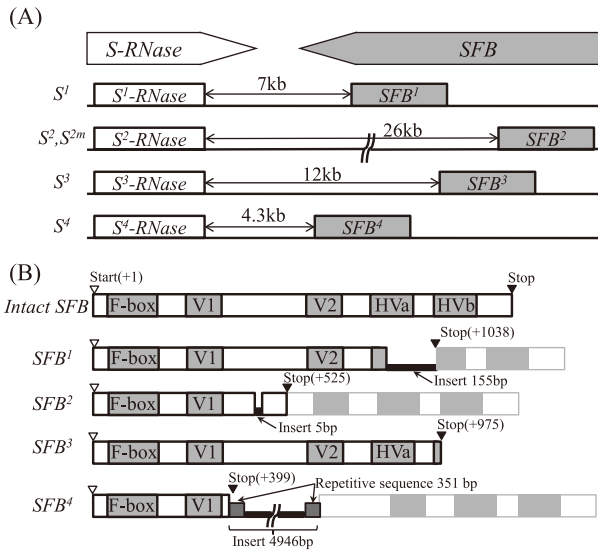 (A)
S-RNase SFB
S¹ S¹-RNase 7kb SFB¹
S²,S²ᵐ S²-RNase 26kb SFB²
S³ S³-RNase 12kb SFB³
S⁴ S⁴-RNase 4.3kb SFB⁴
(B)
Start(+1) Stop
Intact SFB F-box V1 V2 HVa HVb
Stop(+1038)
SFB¹ F-box V1 V2
Insert 155bp
Stop(+525)
SFB² F-box V1
Insert 5bp
Stop(+975)
SFB³ F-box V1 V2 HVa
Stop(+399) Repetitive sequence 351 bp
SFB⁴ F-box V1
Insert 4946bp